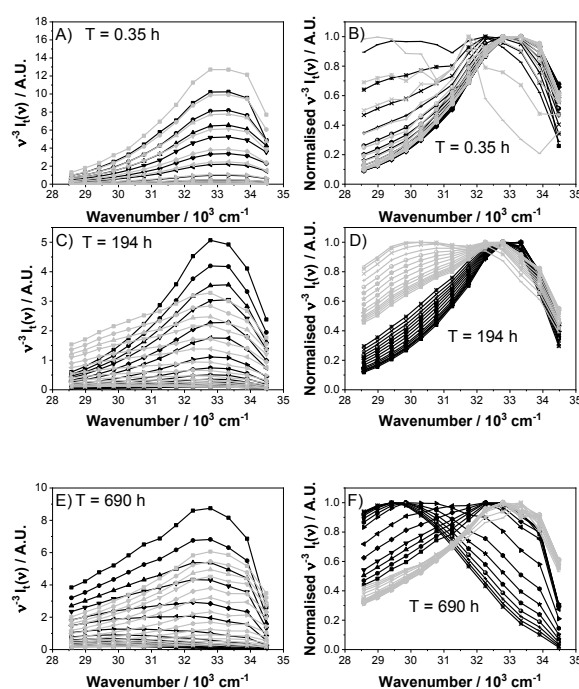 A) T = 0.35 h
ν⁻³ Iₜ(ν) / A.U.
18
16
14
12
10
8
6
4
2
0
28 29 30 31 32 33 34 35
Wavenumber / 10³ cm⁻¹
B)
T = 0.35 h
Normalised ν⁻³ Iₜ(ν) / A.U.
1.0
0.8
0.6
0.4
0.2
0.0
28 29 30 31 32 33 34 35
Wavenumber / 10³ cm⁻¹
C) T = 194 h
ν⁻³ Iₜ(ν) / A.U.
5
4
3
2
1
0
28 29 30 31 32 33 34 35
Wavenumber / 10³ cm⁻¹
D)
T = 194 h
Normalised ν⁻³ Iₜ(ν) / A.U.
1.0
0.8
0.6
0.4
0.2
0.0
28 29 30 31 32 33 34 35
Wavenumber / 10³ cm⁻¹
E) T = 690 h
ν⁻³ Iₜ(ν) / A.U.
10
8
6
4
2
0
28 29 30 31 32 33 34 35
Wavenumber / 10³ cm⁻¹
F)
T = 690 h
Normalised ν⁻³ Iₜ(ν) / A.U.
1.0
0.8
0.6
0.4
0.2
0.0
28 29 30 31 32 33 34 35
Wavenumber / 10³ cm⁻¹